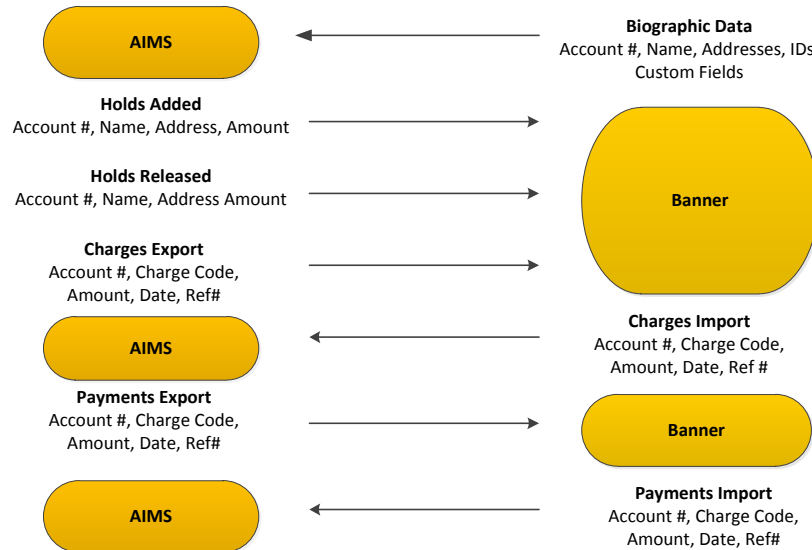 AIMS
Biographic Data
Account #, Name, Addresses, IDs
Custom Fields
Holds Added
Account #, Name, Address, Amount
Holds Released
Account #, Name, Address Amount
Banner
Charges Export
Account #, Charge Code,
Amount, Date, Ref#
AIMS
Charges Import
Account #, Charge Code,
Amount, Date, Ref #
Payments Export
Account #, Charge Code,
Amount, Date, Ref#
Banner
AIMS
Payments Import
Account #, Charge Code,
Amount, Date, Ref#